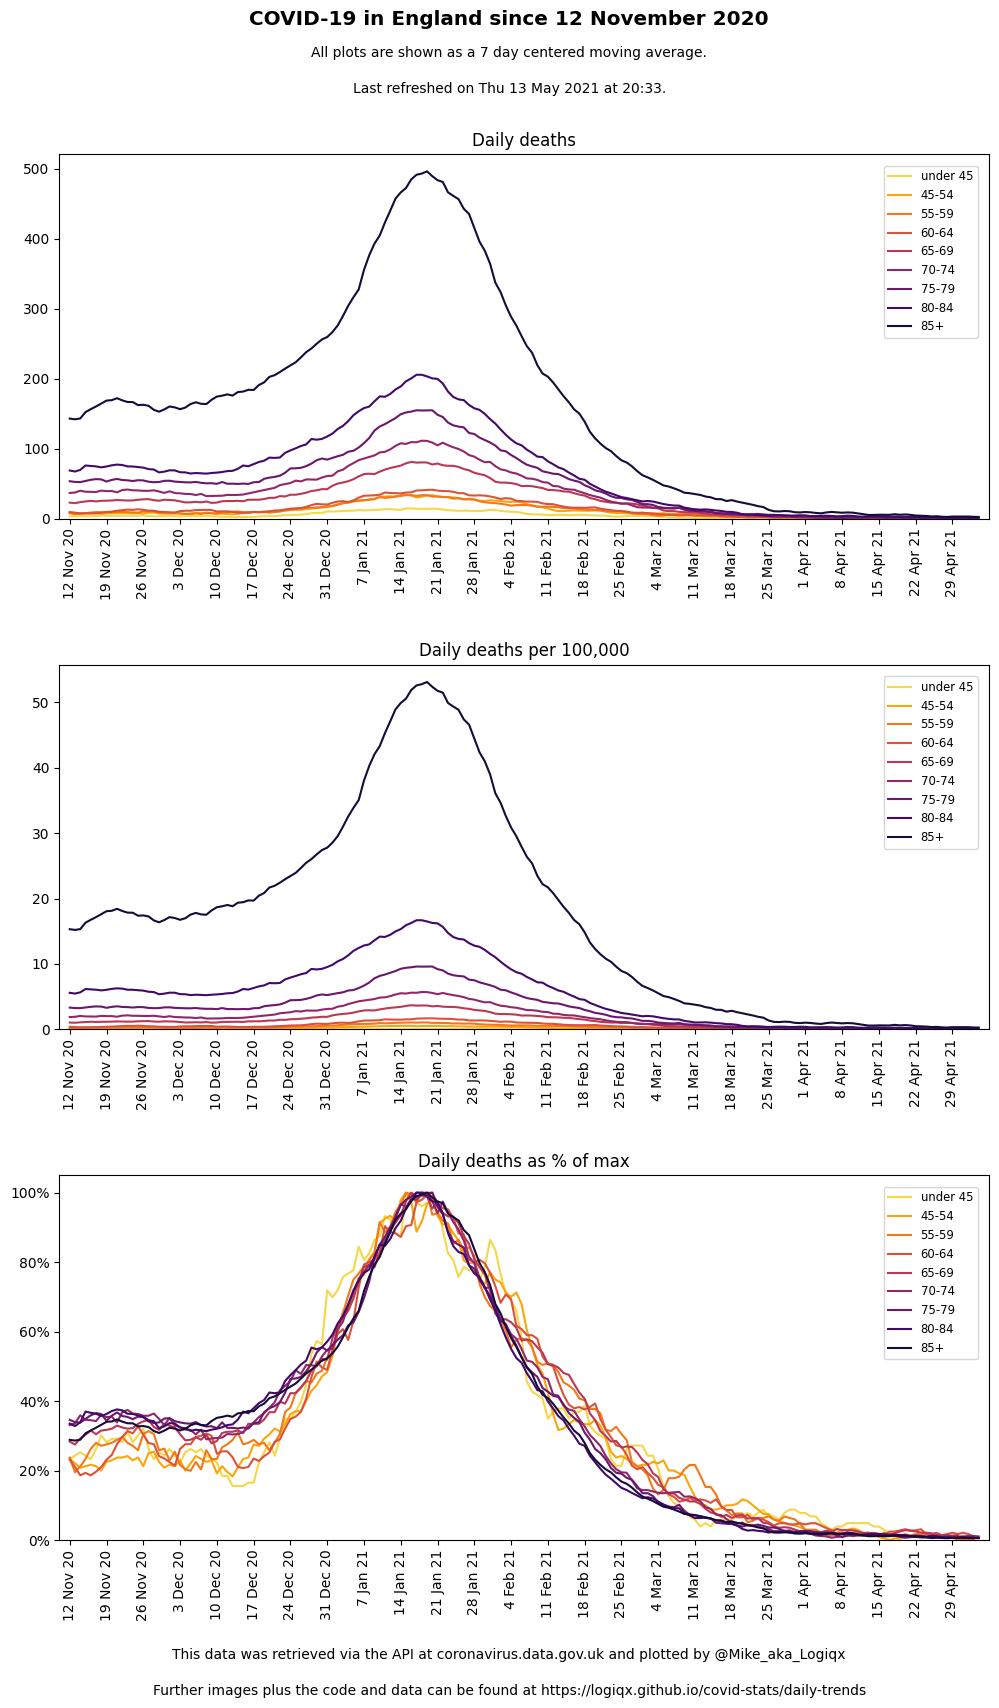 COVID-19 in England since 12 November 2020
All plots are shown as a 7 day centered moving average.
Last refreshed on Thu 13 May 2021 at 20:33.
Daily deaths
500
400
300
200
100
0
under 45
45-54
55-59
60-64
65-69
70-74
75-79
80-84
85+
12 Nov 20
19 Nov 20
26 Nov 20
3 Dec 20
10 Dec 20
17 Dec 20
24 Dec 20
31 Dec 20
7 Jan 21
14 Jan 21
21 Jan 21
28 Jan 21
4 Feb 21
11 Feb 21
18 Feb 21
25 Feb 21
4 Mar 21
11 Mar 21
18 Mar 21
25 Mar 21
1 Apr 21
8 Apr 21
15 Apr 21
22 Apr 21
29 Apr 21
Daily deaths per 100,000
50
40
30
20
10
0
under 45
45-54
55-59
60-64
65-69
70-74
75-79
80-84
85+
12 Nov 20
19 Nov 20
26 Nov 20
3 Dec 20
10 Dec 20
17 Dec 20
24 Dec 20
31 Dec 20
7 Jan 21
14 Jan 21
21 Jan 21
28 Jan 21
4 Feb 21
11 Feb 21
18 Feb 21
25 Feb 21
4 Mar 21
11 Mar 21
18 Mar 21
25 Mar 21
1 Apr 21
8 Apr 21
15 Apr 21
22 Apr 21
29 Apr 21
Daily deaths as % of max
100%
80%
60%
40%
20%
0%
under 45
45-54
55-59
60-64
65-69
70-74
75-79
80-84
85+
12 Nov 20
19 Nov 20
26 Nov 20
3 Dec 20
10 Dec 20
17 Dec 20
24 Dec 20
31 Dec 20
7 Jan 21
14 Jan 21
21 Jan 21
28 Jan 21
4 Feb 21
11 Feb 21
18 Feb 21
25 Feb 21
4 Mar 21
11 Mar 21
18 Mar 21
25 Mar 21
1 Apr 21
8 Apr 21
15 Apr 21
22 Apr 21
29 Apr 21
This data was retrieved via the API at coronavirus.data.gov.uk and plotted by @Mike_aka_Logiqx
Further images plus the code and data can be found at https://logiqx.github.io/covid-stats/daily-trends